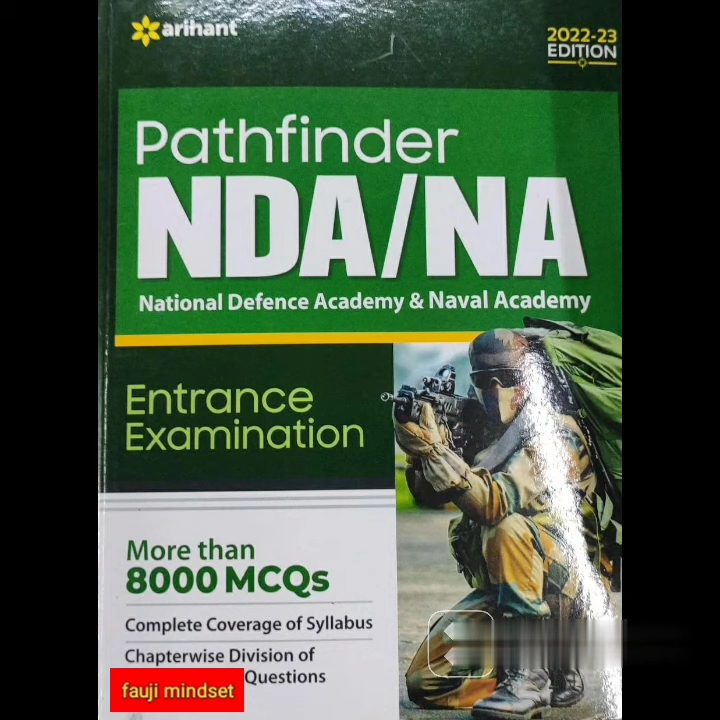 arihant
2022-23
EDITION
Pathfinder
NDA/NA
National Defence Academy & Naval Academy
Entrance
Examination
More than
8000 MCQs
Complete Coverage of Syllabus
Chapterwise Division of
Questions
fauji mindset